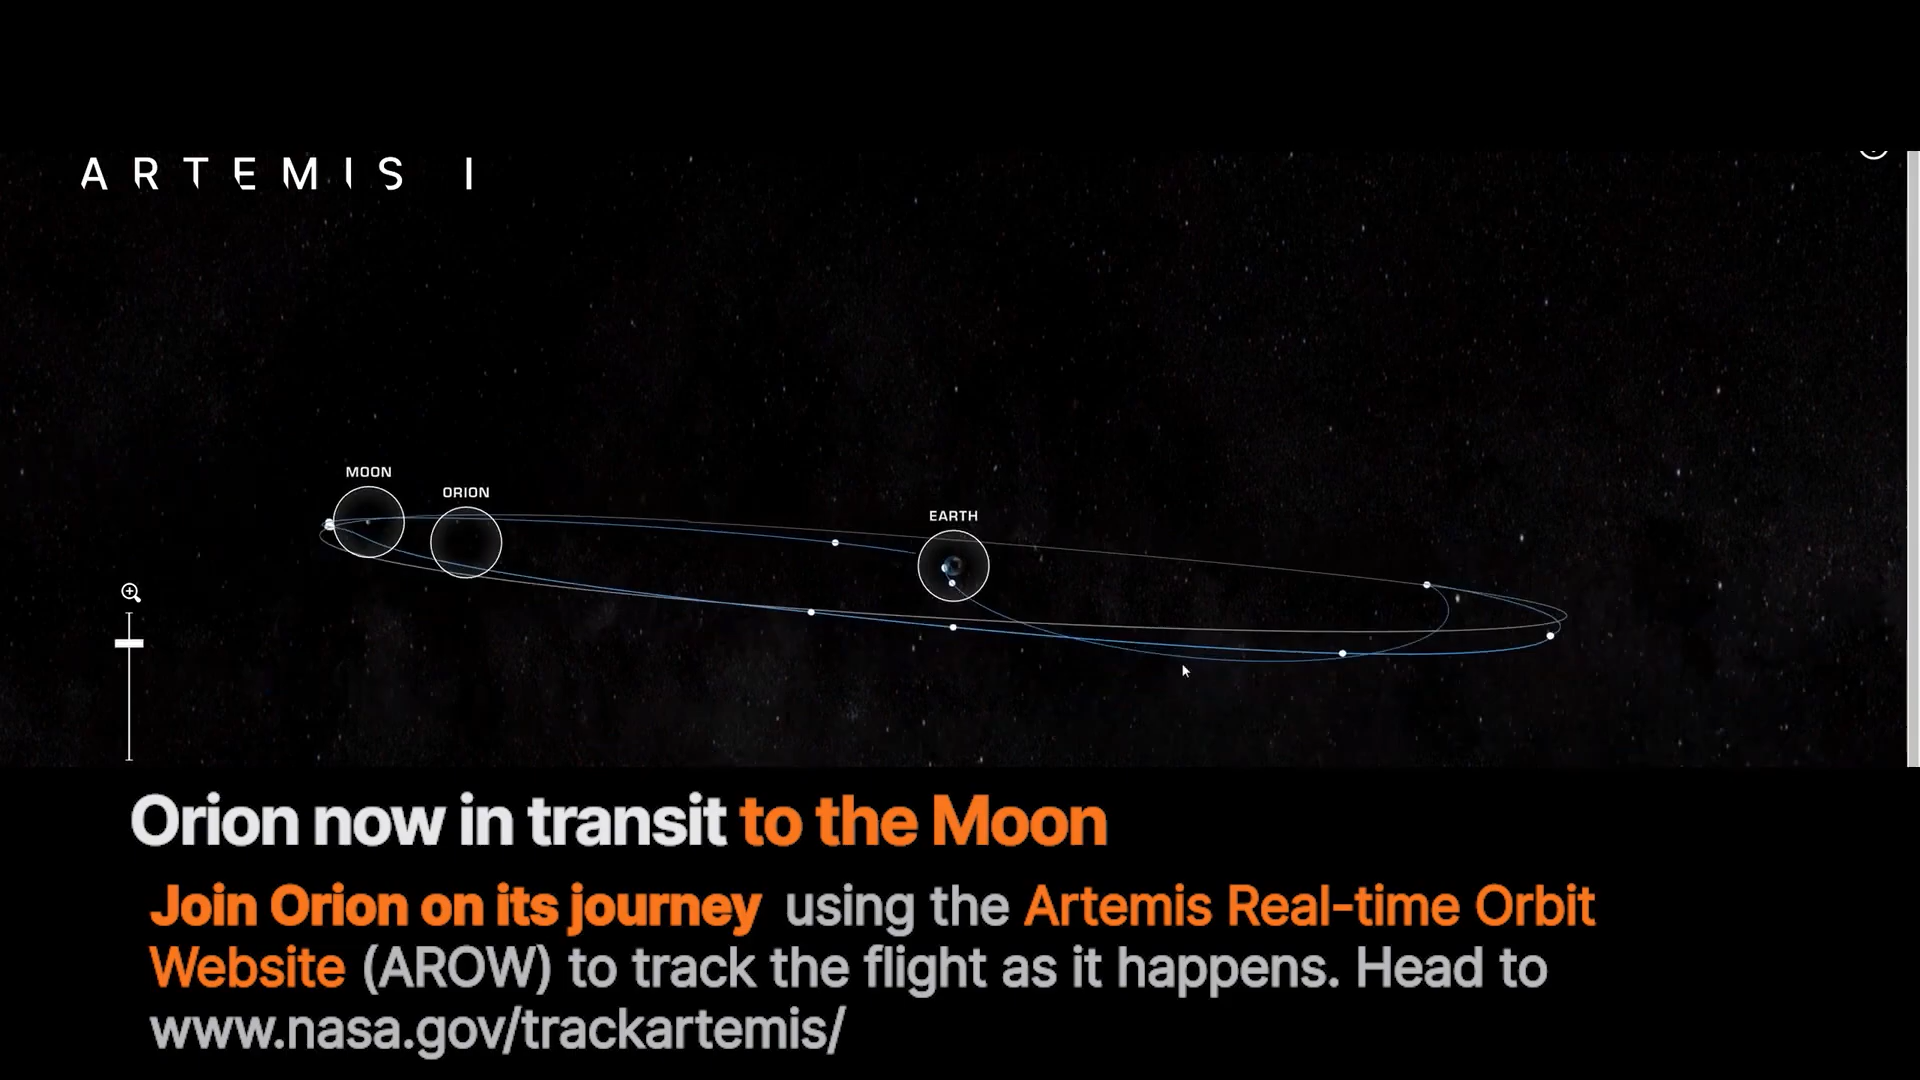 ARTEMIS I
MOON
ORION
EARTH
Orion now in transit to the Moon
Join Orion on its journey using the Artemis Real-time Orbit
Website (AROW) to track the flight as it happens. Head to
www.nasa.gov/trackartemis/